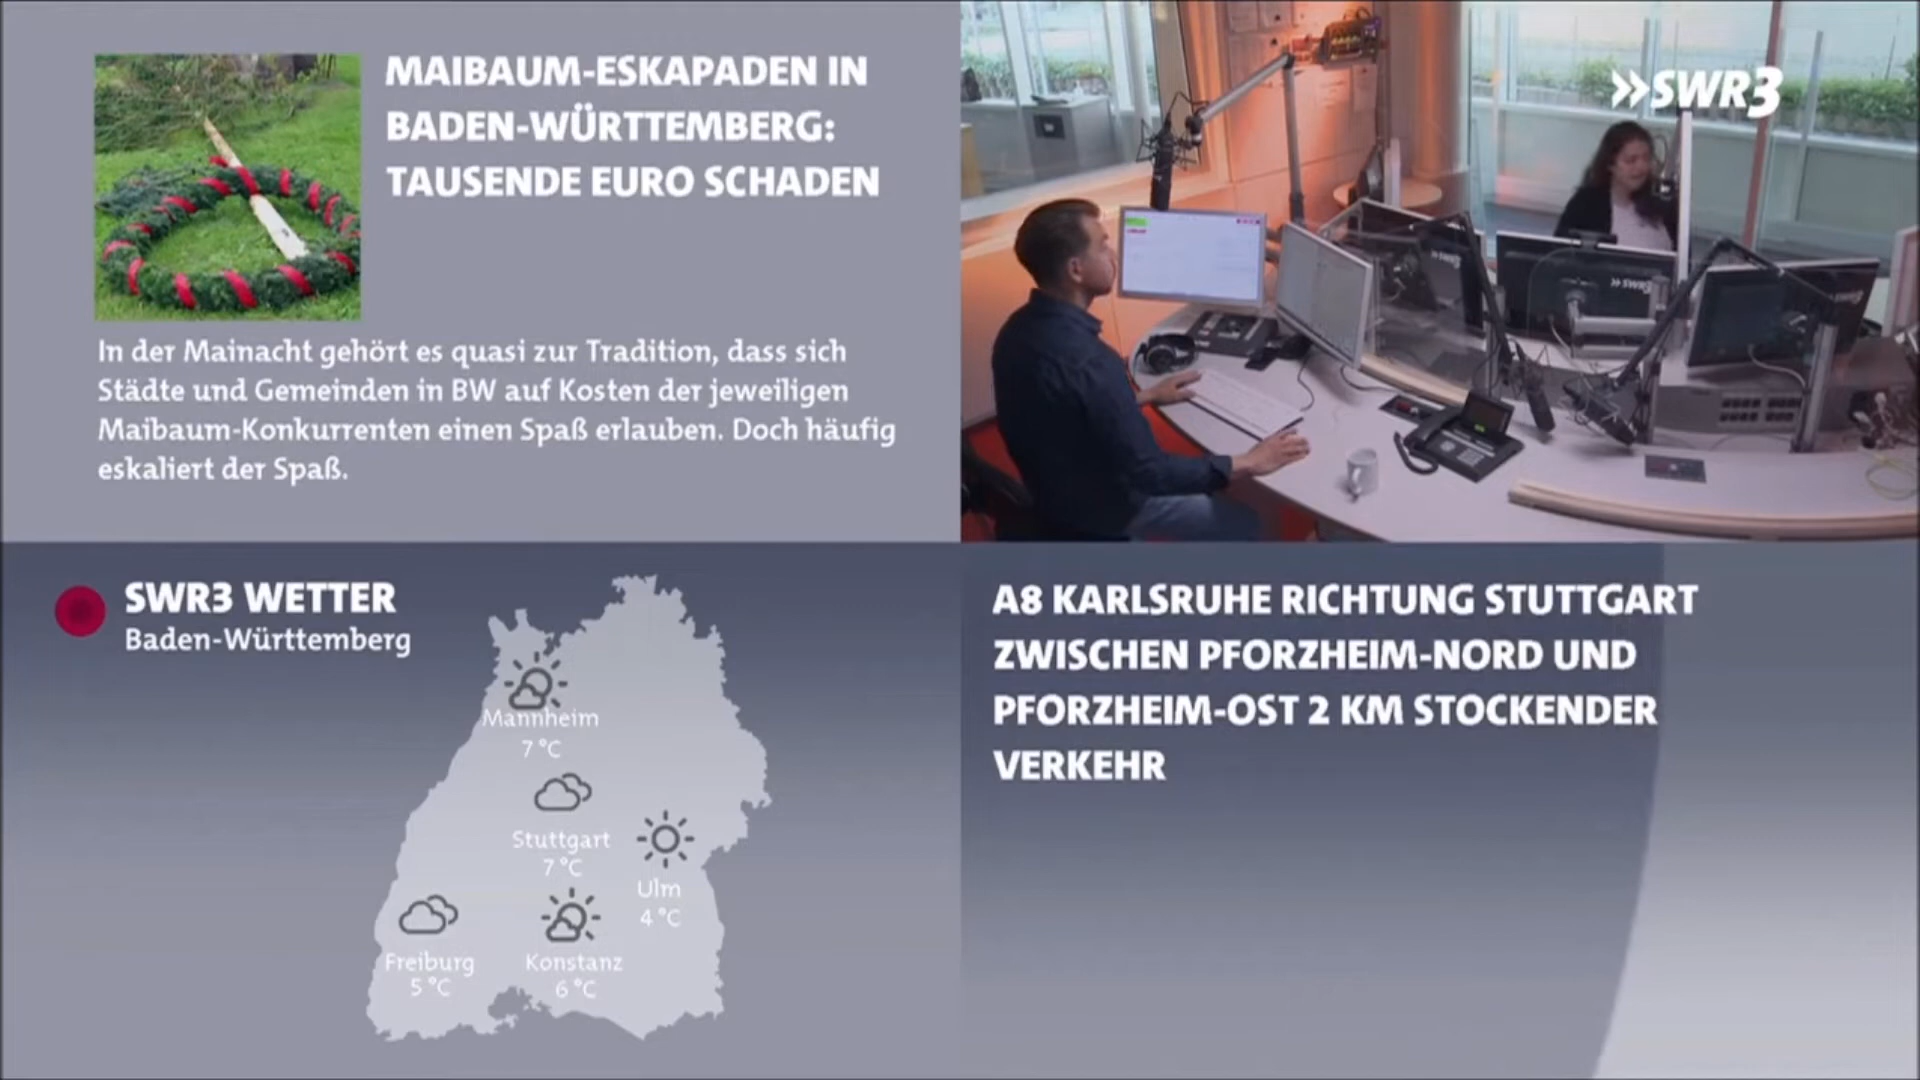 MAIBAUM-ESKAPADEN IN
BADEN-WÜRTTEMBERG:
TAUSENDE EURO SCHADEN
In der Mainacht gehört es quasi zur Tradition, dass sich
Städte und Gemeinden in BW auf Kosten der jeweiligen
Maibaum-Konkurrenten einen Spaß erlauben. Doch häufig
eskaliert der Spaß.
»SWR3
»SWR3
SWR3 WETTER
Baden-Württemberg
Mannheim
7 °C
Stuttgart
7 °C
Ulm
4 °C
Freiburg
5 °C
Konstanz
6 °C
A8 KARLSRUHE RICHTUNG STUTTGART
ZWISCHEN PFORZHEIM-NORD UND
PFORZHEIM-OST 2 KM STOCKENDER
VERKEHR